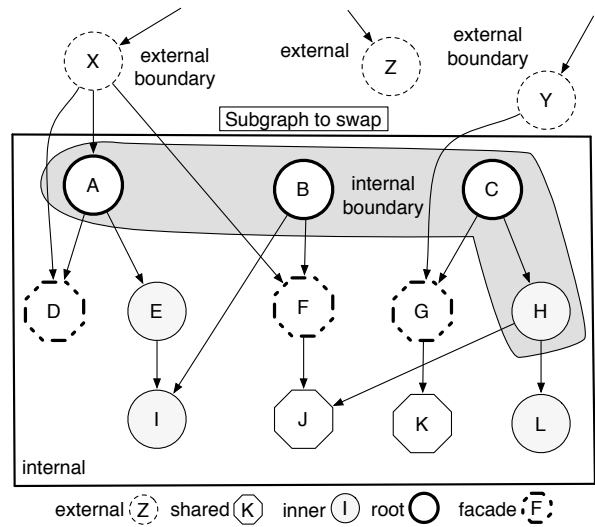 X
external
boundary
external
Z
external
boundary
Y
Subgraph to swap
A
B
internal
boundary
C
D
E
F
G
H
I
J
K
L
internal
external Z shared K inner I root facade F